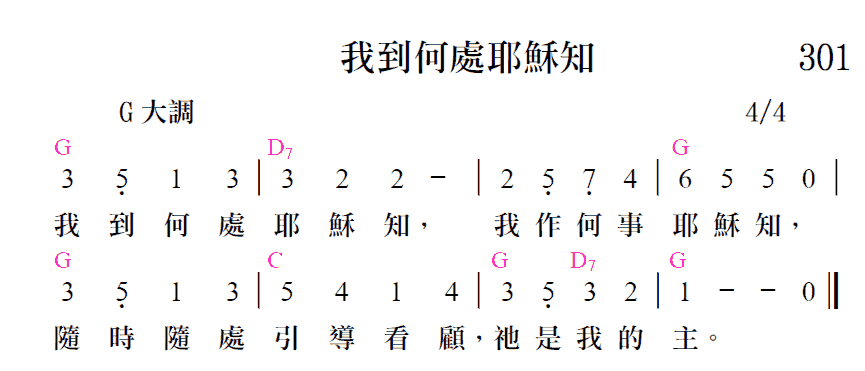 我到何處耶穌知 301
G 大調 4/4
G D7 G
3 5̣ 1 3 | 3 2 2 － | 2 5̣ 7̣ 4 | 6 5 5 0 |
我到何處耶穌知， 我作何事耶穌知，
G C G D7 G
3 5̣ 1 3 | 5 4 1 4 | 3 5̣ 3 2 | 1 － － 0 ‖
隨時隨處引導看顧，祂是我的主。